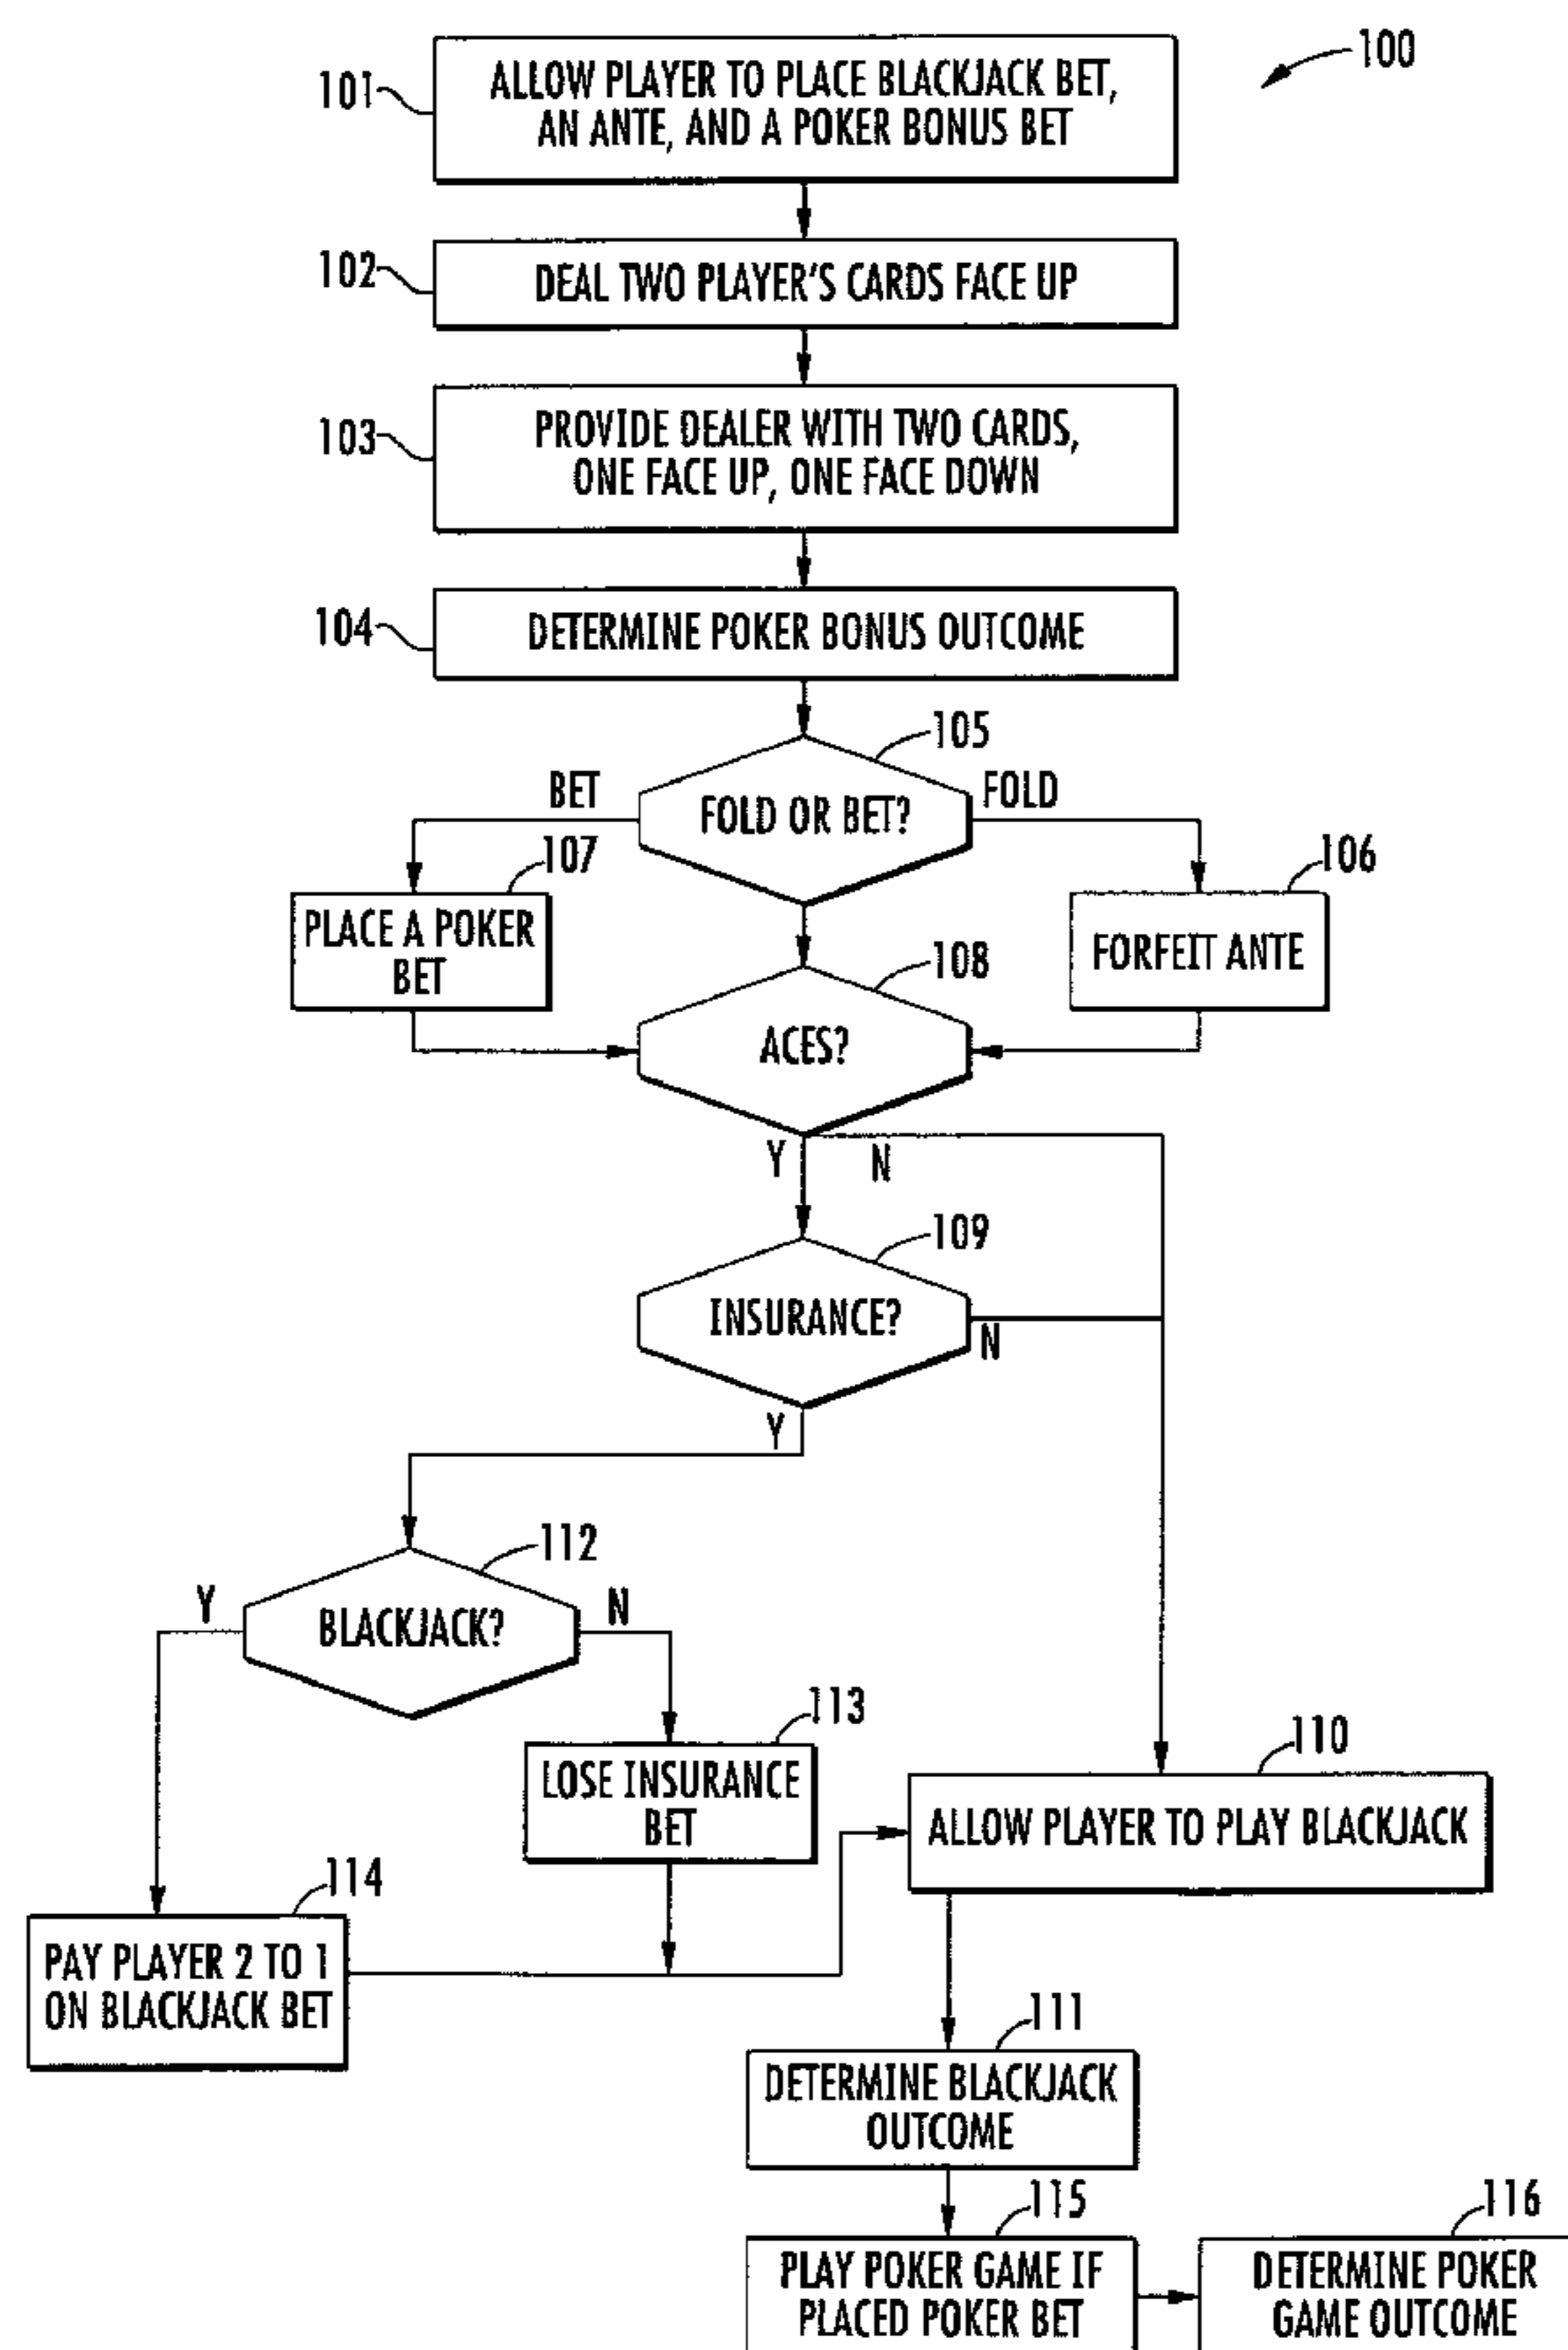 100
101
ALLOW PLAYER TO PLACE BLACKJACK BET,
AN ANTE, AND A POKER BONUS BET
102
DEAL TWO PLAYER'S CARDS FACE UP
103
PROVIDE DEALER WITH TWO CARDS,
ONE FACE UP, ONE FACE DOWN
104
DETERMINE POKER BONUS OUTCOME
105
BET
FOLD OR BET?
FOLD
107
PLACE A POKER
BET
106
FORFEIT ANTE
108
ACES?
Y
N
109
INSURANCE?
N
Y
112
Y
BLACKJACK?
N
113
LOSE INSURANCE
BET
110
ALLOW PLAYER TO PLAY BLACKJACK
114
PAY PLAYER 2 TO 1
ON BLACKJACK BET
111
DETERMINE BLACKJACK
OUTCOME
115
PLAY POKER GAME IF
PLACED POKER BET
116
DETERMINE POKER
GAME OUTCOME